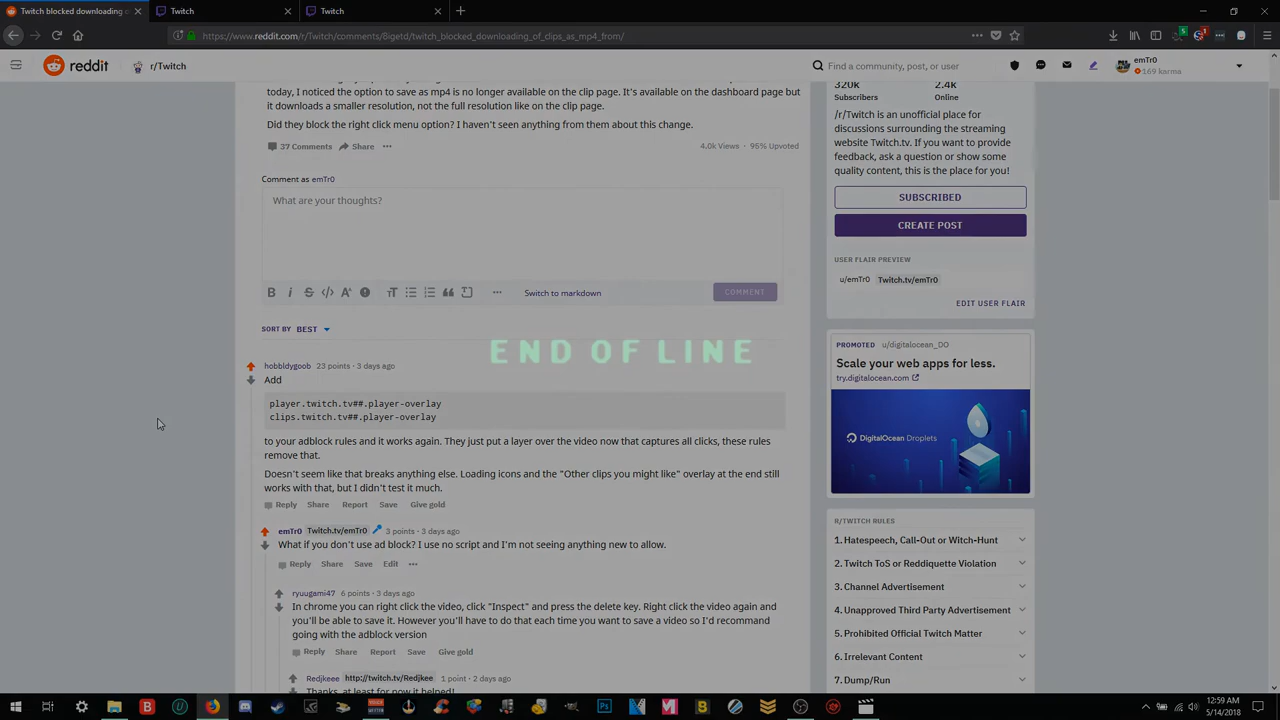 Twitch blocked downloading o
Twitch
Twitch
https://www.reddit.com/r/Twitch/comments/8igetd/twitch_blocked_downloading_of_clips_as_mp4_from/
reddit
r/Twitch
Find a community, post, or user
emTr0
169 karma
today, I noticed the option to save as mp4 is no longer available on the clip page. It's available on the dashboard page but
it downloads a smaller resolution, not the full resolution like on the clip page.
Did they block the right click menu option? I haven't seen anything from them about this change.
37 Comments Share
4.0k Views · 95% Upvoted
Comment as emTr0
What are your thoughts?
Switch to markdown
COMMENT
SORT BY BEST
END OF LINE
hobbldygoob 23 points · 3 days ago
Add
player.twitch.tv##.player-overlay
clips.twitch.tv##.player-overlay
to your adblock rules and it works again. They just put a layer over the video now that captures all clicks, these rules
remove that.
Doesn't seem like that breaks anything else. Loading icons and the "Other clips you might like" overlay at the end still
works with that, but I didn't test it much.
Reply Share Report Save Give gold
emTr0 Twitch.tv/emTr0 3 points · 3 days ago
What if you don't use ad block? I use no script and I'm not seeing anything new to allow.
Reply Share Save Edit
ryuugami47 6 points · 3 days ago
In chrome you can right click the video, click "Inspect" and press the delete key. Right click the video again and
you'll be able to save it. However you'll have to do that each time you want to save a video so I'd recommand
going with the adblock version
Reply Share Report Save Give gold
Redjkeee http://twitch.tv/Redjkee 1 point · 2 days ago
Thanks, at least for now it helped!
320k
Subscribers
2.4k
Online
/r/Twitch is an unofficial place for
discussions surrounding the streaming
website Twitch.tv. If you want to provide
feedback, ask a question or show some
quality content, this is the place for you!
SUBSCRIBED
CREATE POST
USER FLAIR PREVIEW
u/emTr0 Twitch.tv/emTr0
EDIT USER FLAIR
PROMOTED u/digitalocean_DO
Scale your web apps for less.
try.digitalocean.com
DigitalOcean Droplets
R/TWITCH RULES
1. Hatespeech, Call-Out or Witch-Hunt
2. Twitch ToS or Reddiquette Violation
3. Channel Advertisement
4. Unapproved Third Party Advertisement
5. Prohibited Official Twitch Matter
6. Irrelevant Content
7. Dump/Run
12:59 AM
5/14/2018